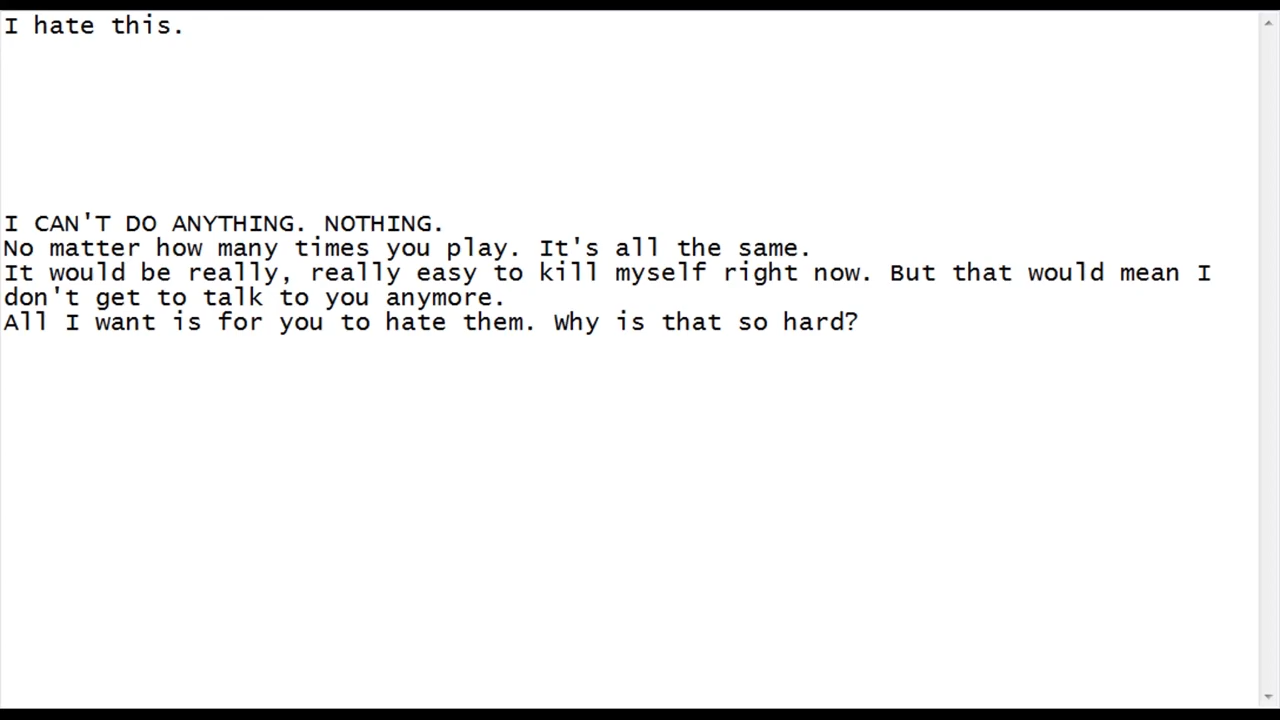 I hate this.
I CAN'T DO ANYTHING. NOTHING.
No matter how many times you play. It's all the same.
It would be really, really easy to kill myself right now. But that would mean I
don't get to talk to you anymore.
All I want is for you to hate them. Why is that so hard?